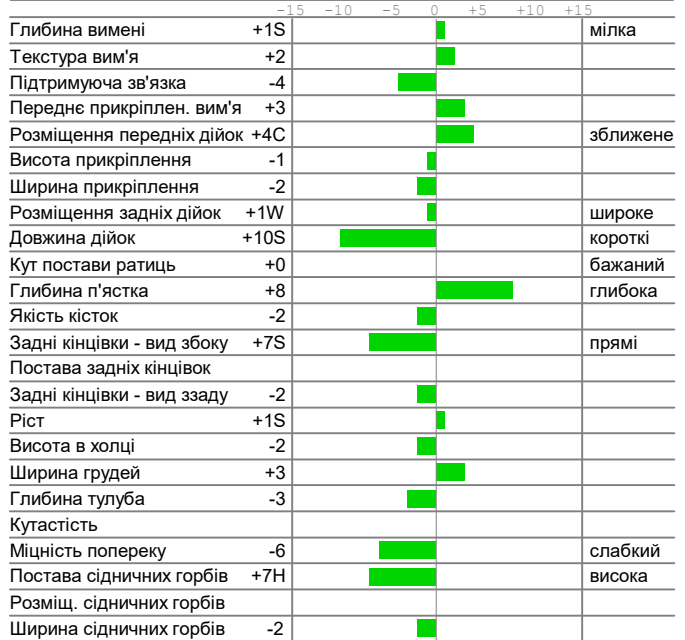 -15 -10 -5 0 +5 +10 +15
Глибина вимені +1S мілка
Текстура вим'я +2
Підтримуюча зв'язка -4
Переднє прикріплен. вим'я +3
Розміщення передніх дійок +4C зближене
Висота прикріплення -1
Ширина прикріплення -2
Розміщення задніх дійок +1W широке
Довжина дійок +10S короткі
Кут постави ратиць +0 бажаний
Глибина п'ястка +8 глибока
Якість кісток -2
Задні кінцівки - вид збоку +7S прямі
Постава задніх кінцівок
Задні кінцівки - вид ззаду -2
Ріст +1S
Висота в холці -2
Ширина грудей +3
Глибина тулуба -3
Кутастість
Міцність попереку -6 слабкий
Постава сідничних горбів +7H висока
Розміщ. сідничних горбів
Ширина сідничних горбів -2